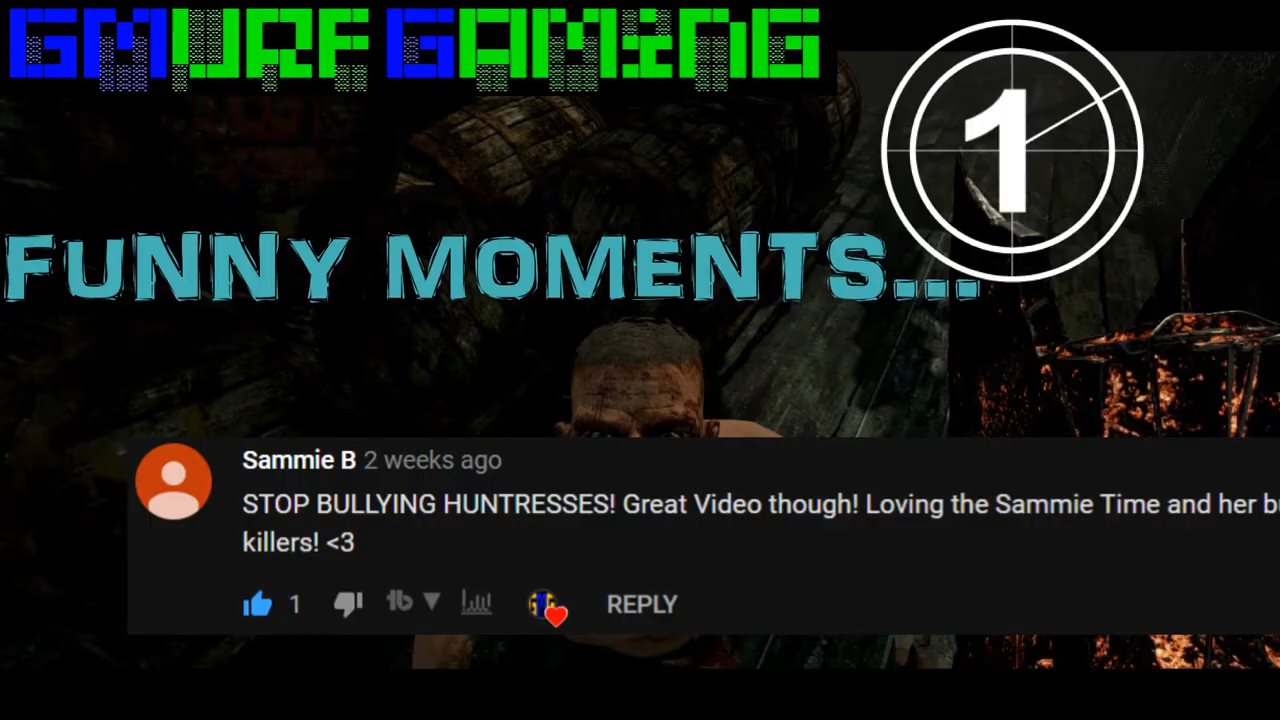 GMURF GAMING
1
FUNNY MOMENTS...
Sammie B 2 weeks ago
STOP BULLYING HUNTRESSES! Great Video though! Loving the Sammie Time and her
killers! <3
1 REPLY